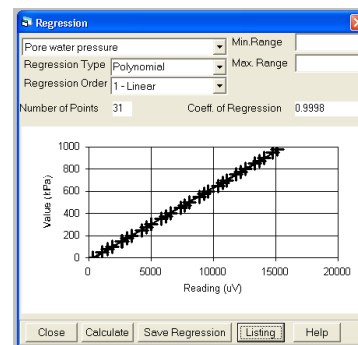 Regression
Pore water pressure
Min.Range
Regression Type Polynomial
Max. Range
Regression Order 1 - Linear
Number of Points 31 Coeff. of Regression 0.9998
1000
800
600
400
200
0
Value (kPa)
0 5000 10000 15000 20000
Reading (uV)
Close Calculate Save Regression Listing Help